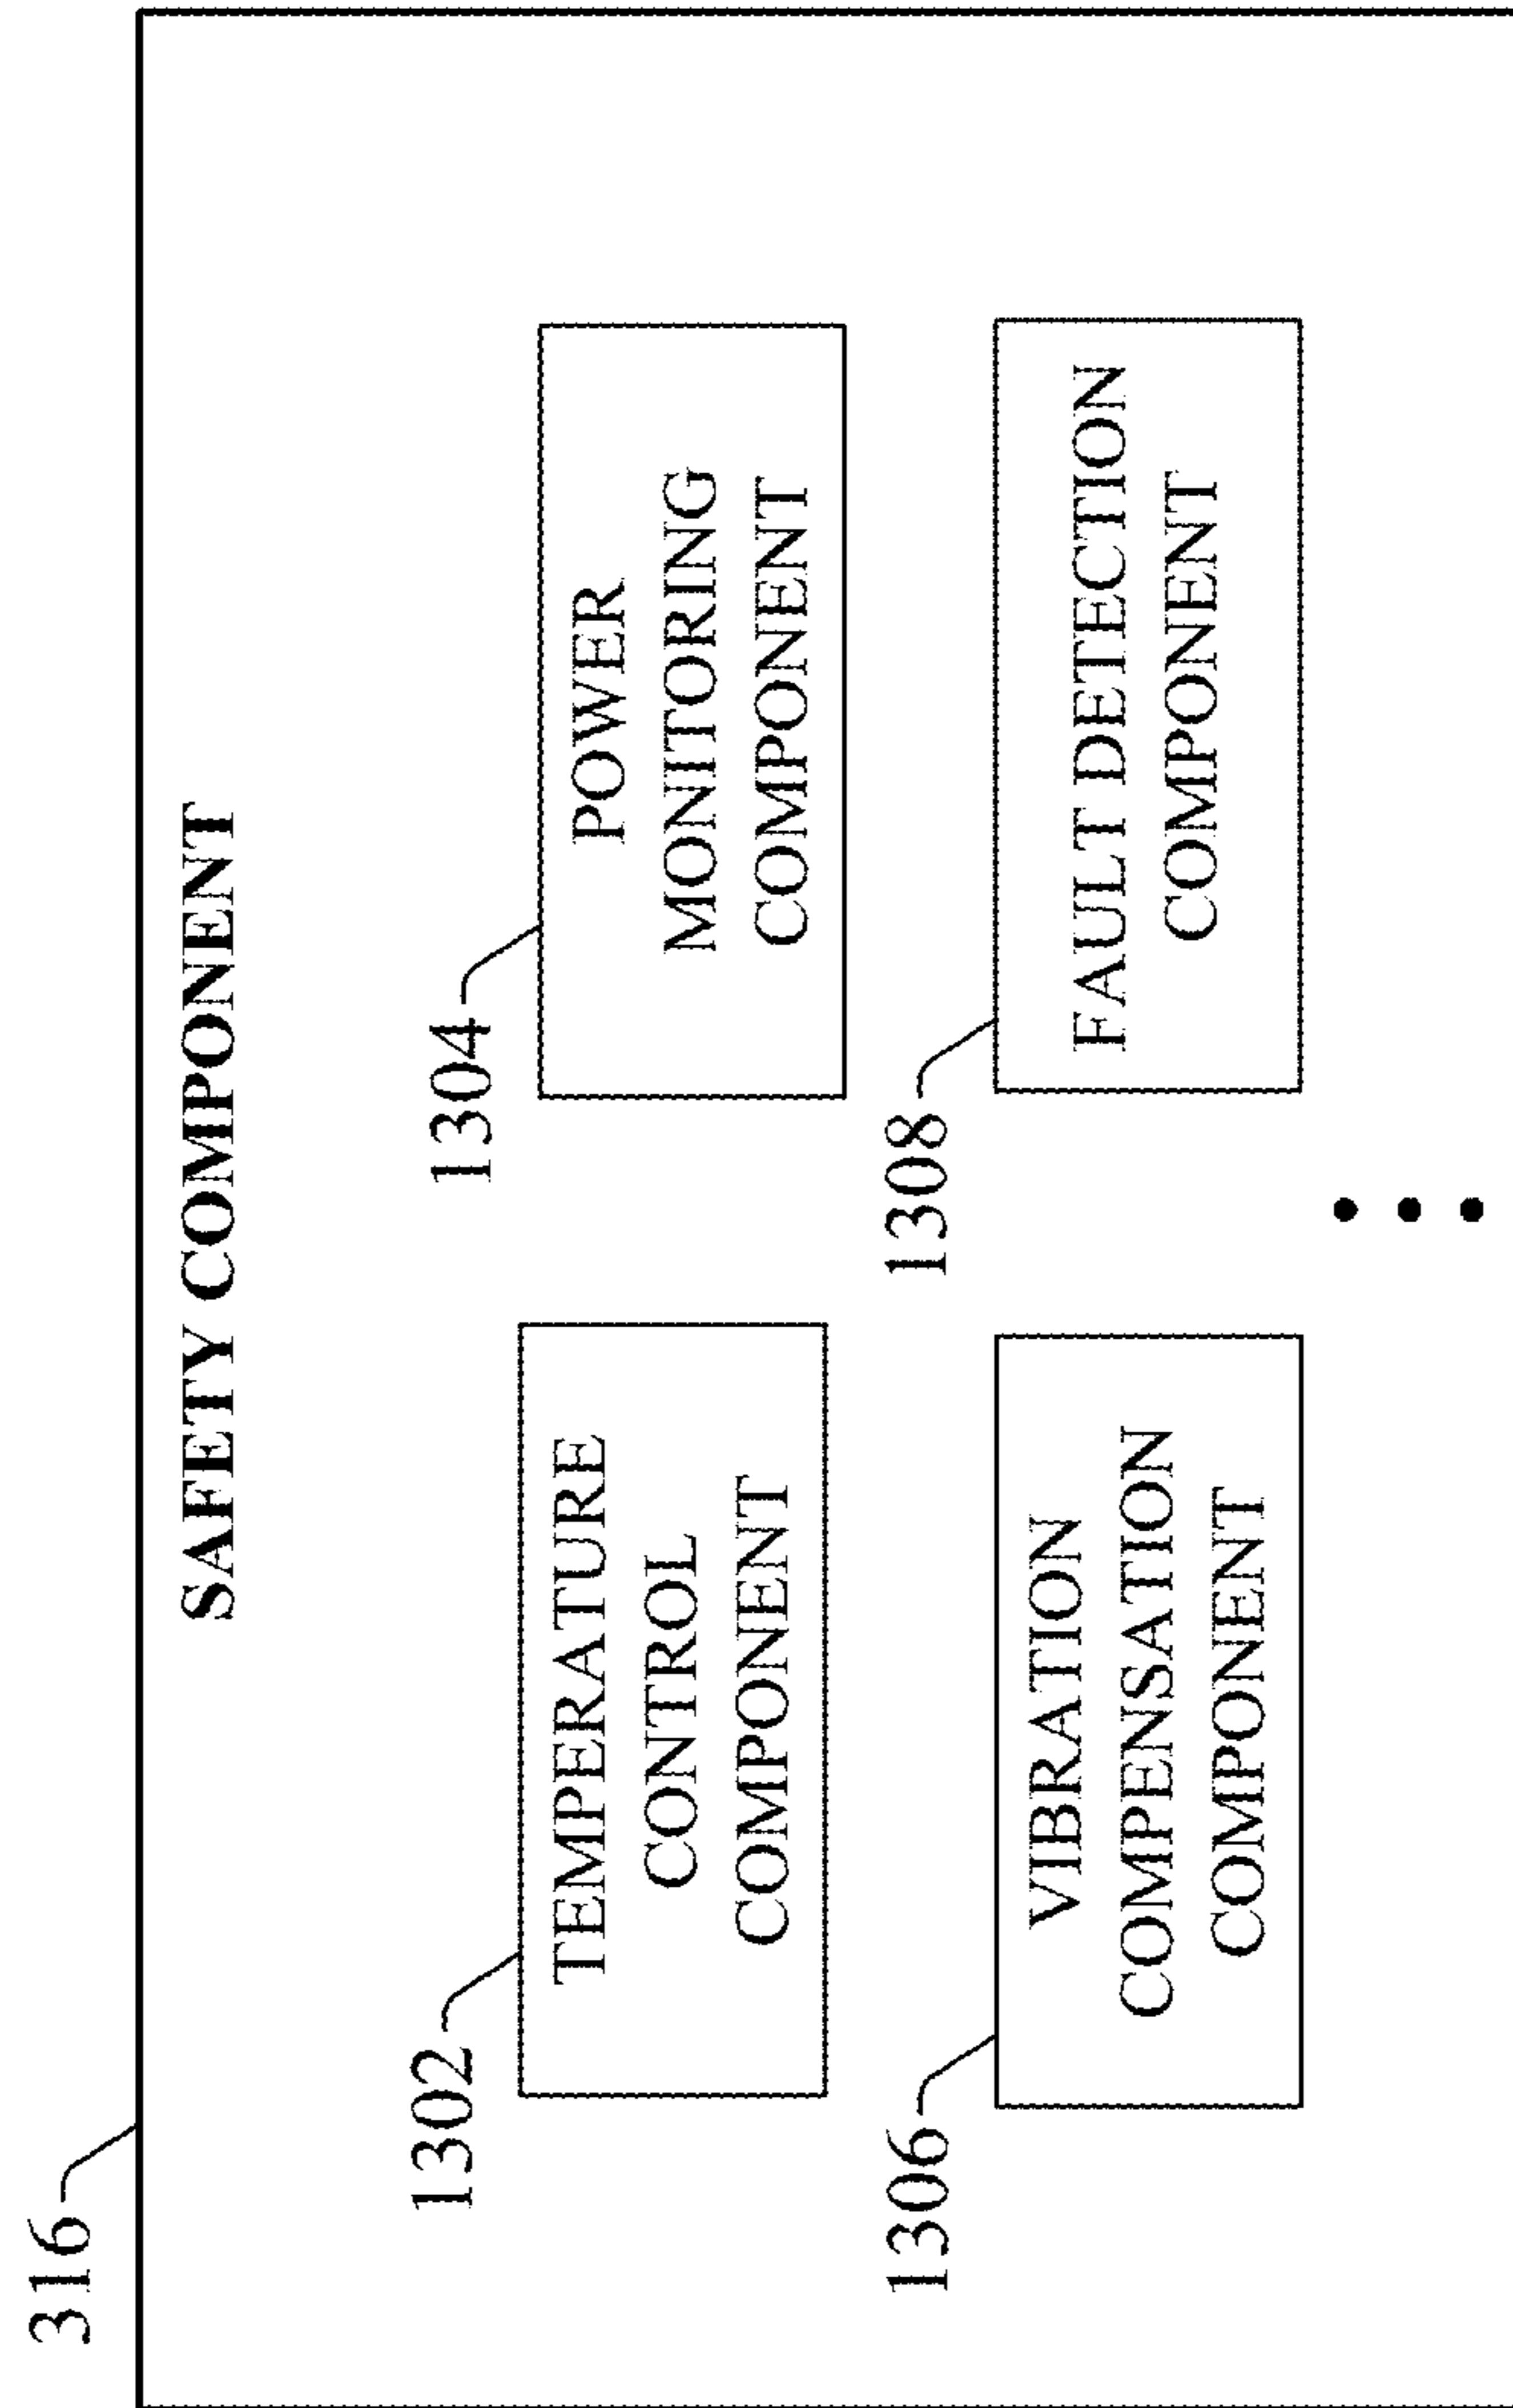 316
SAFETY COMPONENT
1302
TEMPERATURE
CONTROL
COMPONENT
1304
POWER
MONITORING
COMPONENT
1306
VIBRATION
COMPENSATION
COMPONENT
1308
FAULT DETECTION
COMPONENT